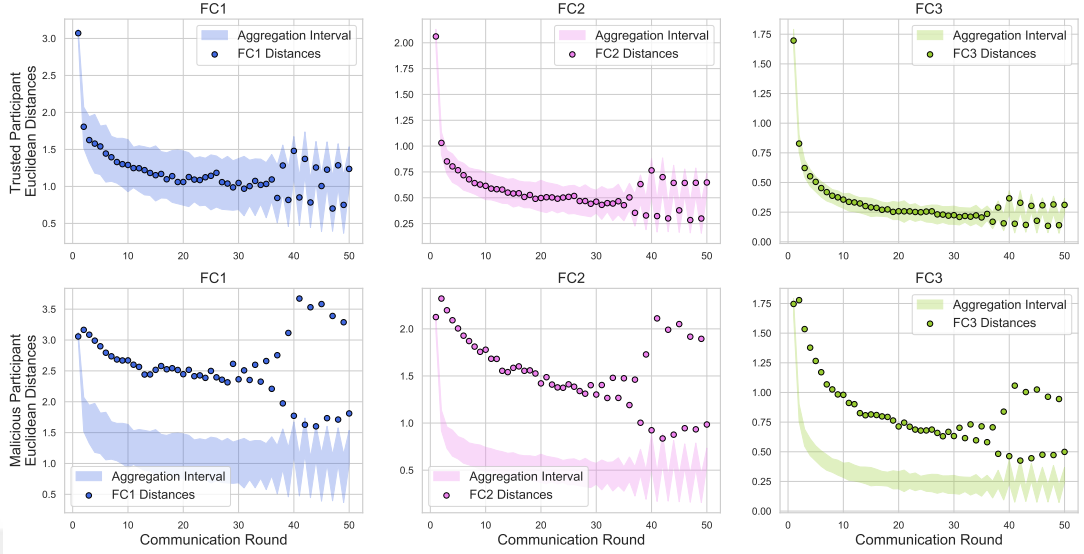 FC1
FC2
FC3
Trusted Participant
Euclidean Distances
3.0
2.5
2.0
1.5
1.0
0.5
0 10 20 30 40 50
Aggregation Interval
FC1 Distances
2.00
1.75
1.50
1.25
1.00
0.75
0.50
0.25
0 10 20 30 40 50
Aggregation Interval
FC2 Distances
1.75
1.50
1.25
1.00
0.75
0.50
0.25
0.00
0 10 20 30 40 50
Aggregation Interval
FC3 Distances
FC1
FC2
FC3
Malicious Participant
Euclidean Distances
3.5
3.0
2.5
2.0
1.5
1.0
0.5
0 10 20 30 40 50
Aggregation Interval
FC1 Distances
Communication Round
2.0
1.5
1.0
0.5
0 10 20 30 40 50
Aggregation Interval
FC2 Distances
Communication Round
1.75
1.50
1.25
1.00
0.75
0.50
0.25
0.00
0 10 20 30 40 50
Aggregation Interval
FC3 Distances
Communication Round